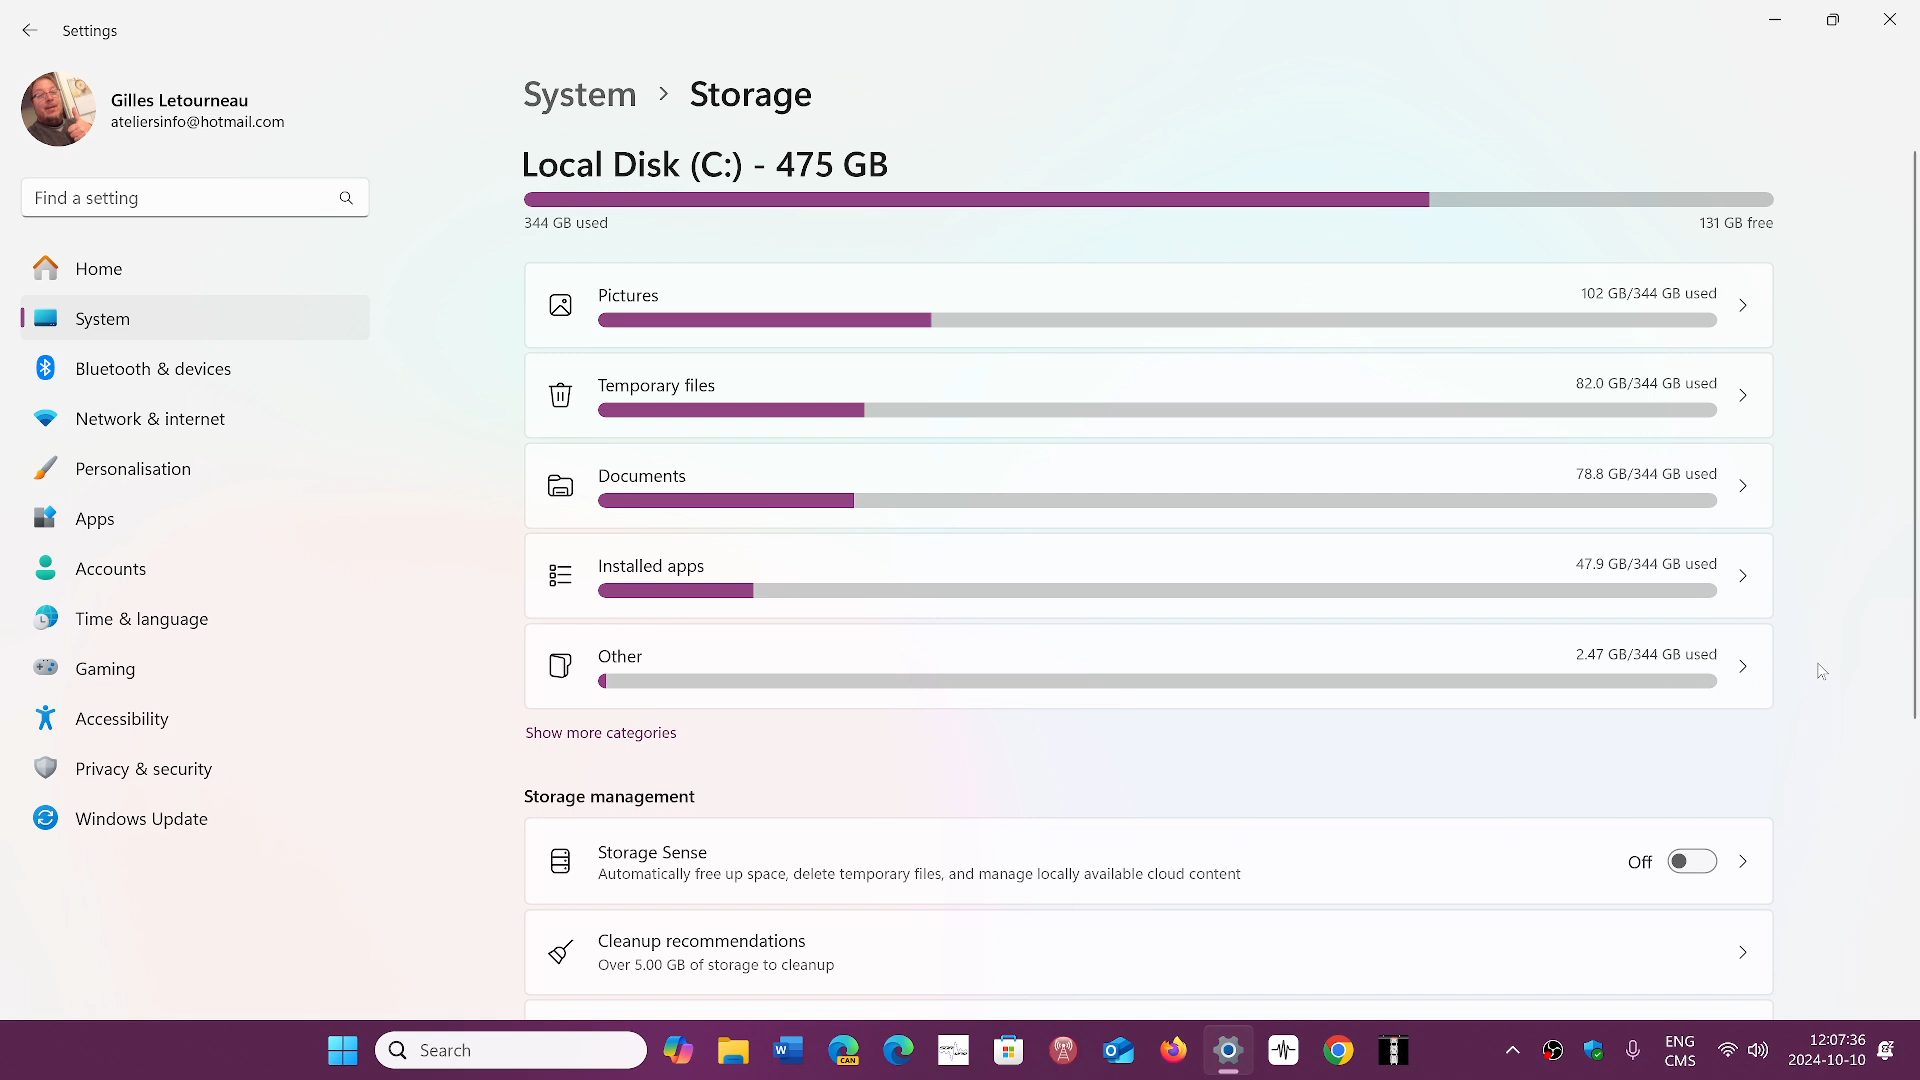 Settings
Gilles Letourneau
ateliersinfo@hotmail.com
Find a setting
Home
System
Bluetooth & devices
Network & internet
Personalisation
Apps
Accounts
Time & language
Gaming
Accessibility
Privacy & security
Windows Update
System > Storage
Local Disk (C:) - 475 GB
344 GB used
131 GB free
Pictures
102 GB/344 GB used
Temporary files
82.0 GB/344 GB used
Documents
78.8 GB/344 GB used
Installed apps
47.9 GB/344 GB used
Other
2.47 GB/344 GB used
Show more categories
Storage management
Storage Sense
Automatically free up space, delete temporary files, and manage locally available cloud content
Off
Cleanup recommendations
Over 5.00 GB of storage to cleanup
Search
W
CAN
ENG
CMS
12:07:36
2024-10-10